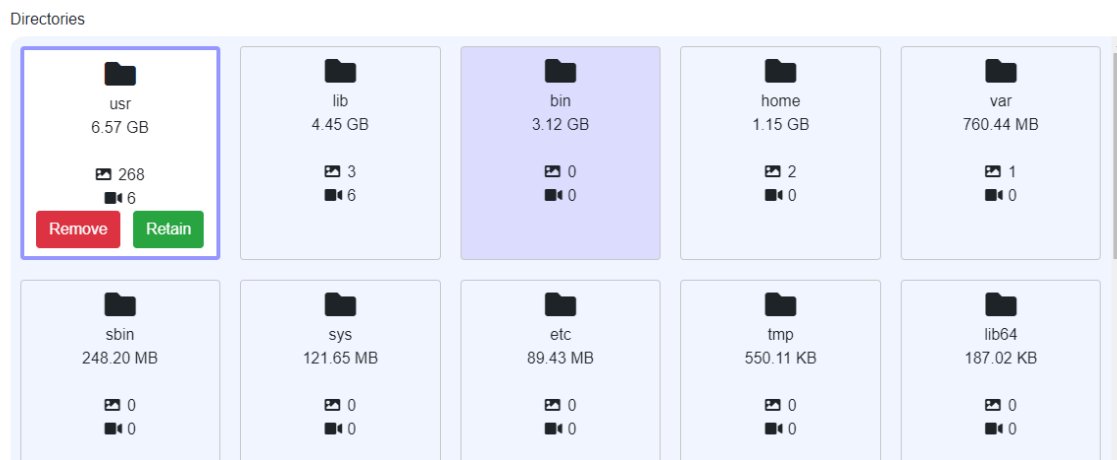 Directories
usr
6.57 GB
268
6
Remove Retain
lib
4.45 GB
3
6
bin
3.12 GB
0
0
home
1.15 GB
2
0
var
760.44 MB
1
0
sbin
248.20 MB
0
0
sys
121.65 MB
0
0
etc
89.43 MB
0
0
tmp
550.11 KB
0
0
lib64
187.02 KB
0
0